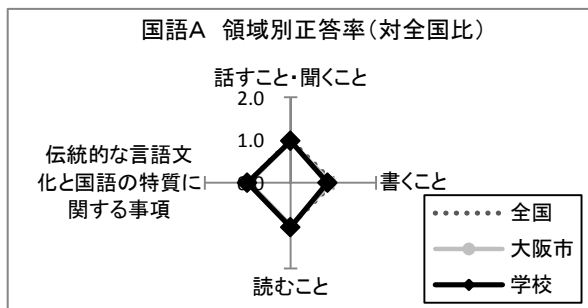 国語A 領域別正答率(対全国比)
話すこと・聞くこと
2.0
1.0
0.0
伝統的な言語文
化と国語の特質に
関する事項
書くこと
読むこと
全国
大阪市
学校